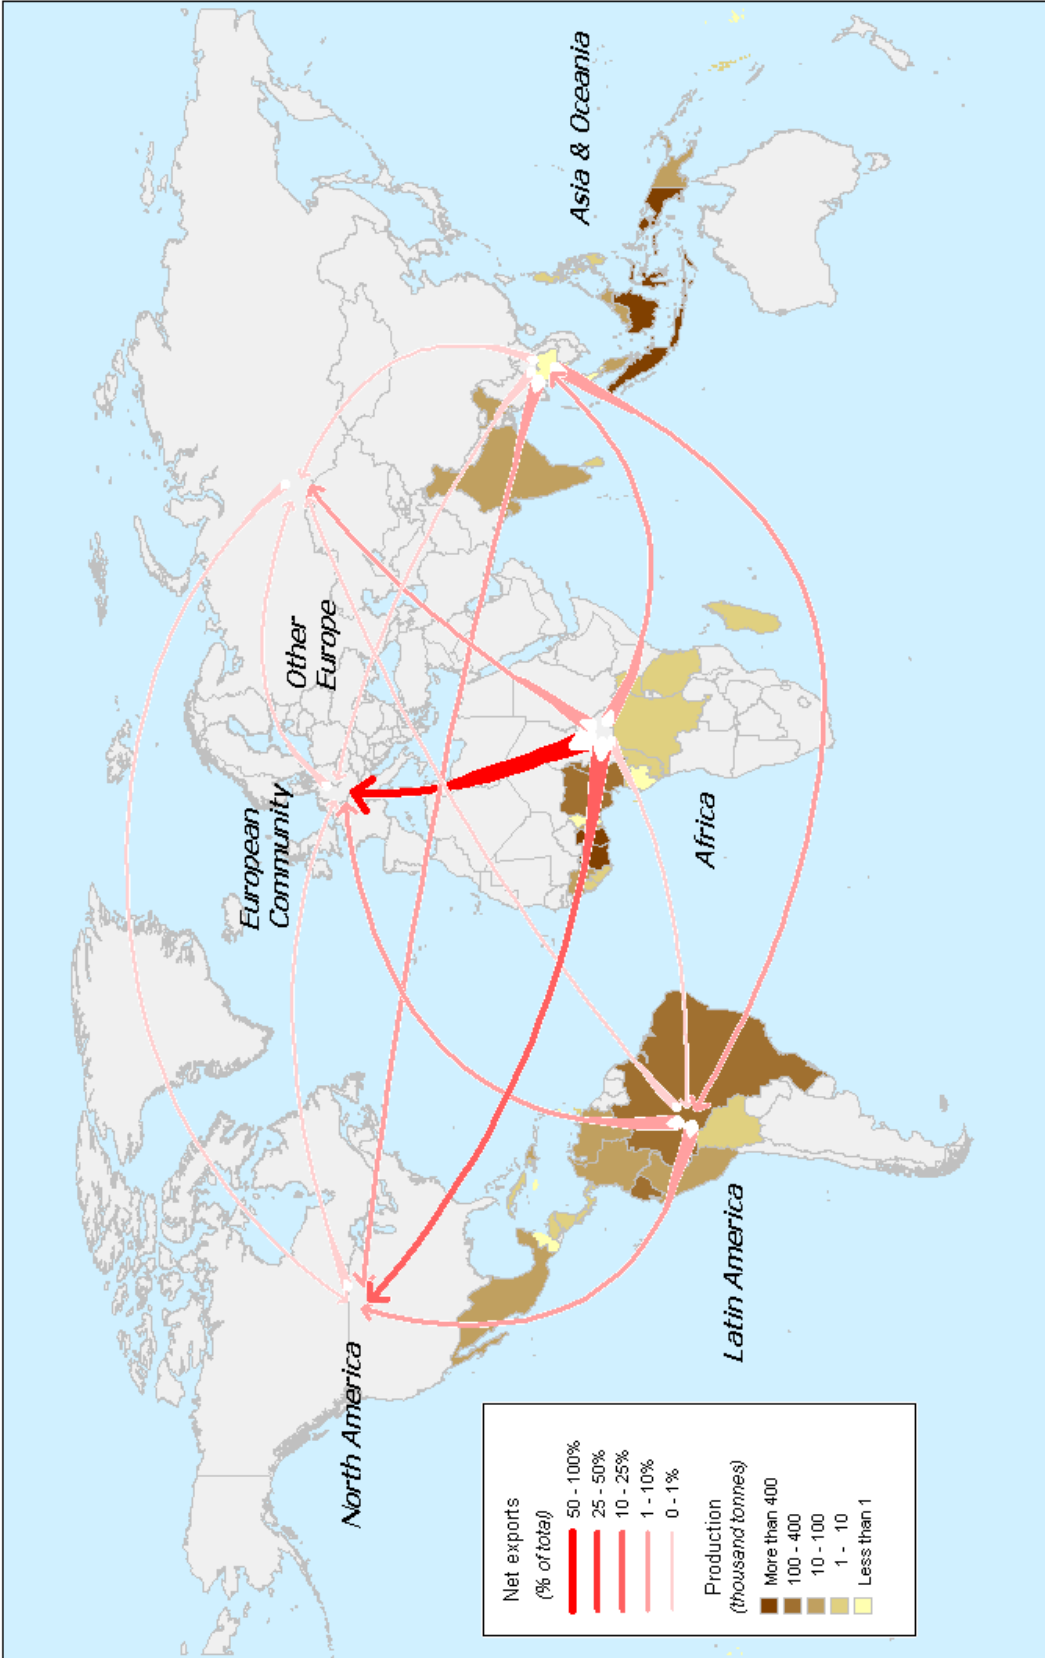 Asia & Oceania
Other
Europe
European
Community
Africa
Latin America
North America
Net exports
(% of total)
50 - 100%
25 - 50%
10 - 25%
1 - 10%
0 - 1%
Production
(thousand tonnes)
More than 400
100 - 400
10 - 100
1 - 10
Less than 1